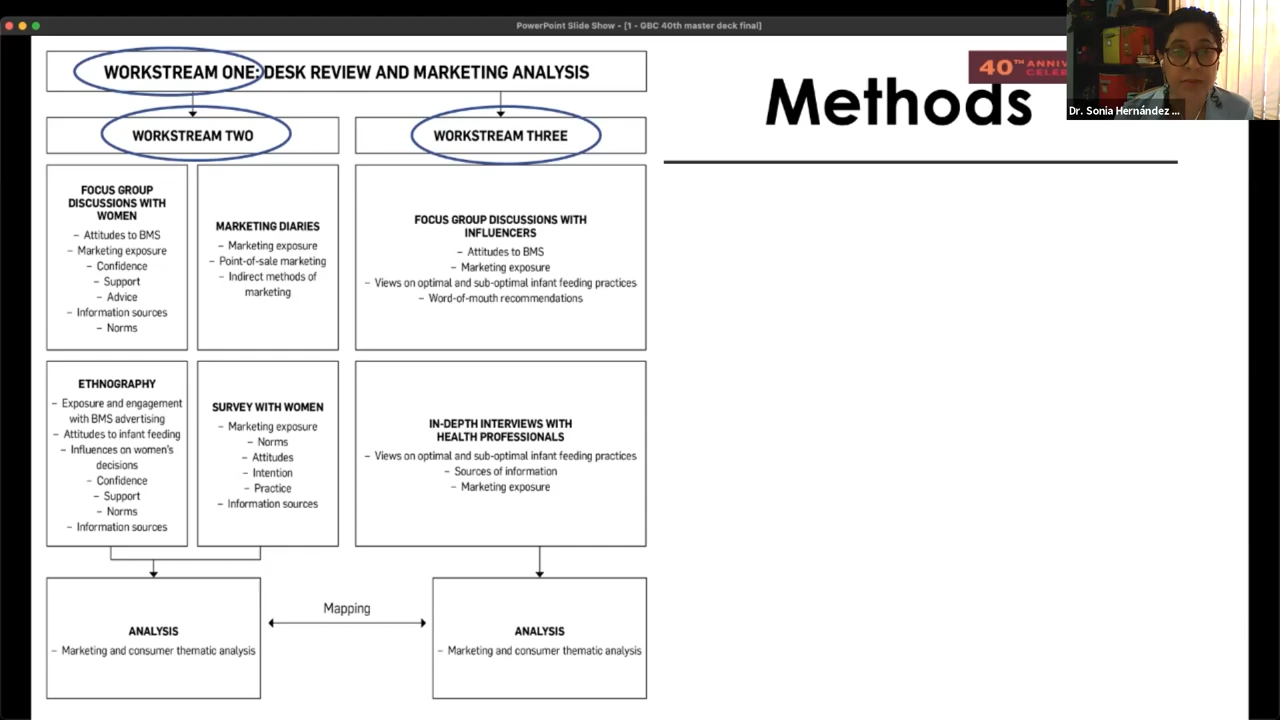 PowerPoint Slide Show - [1 - GBC 40th master deck final]
WORKSTREAM ONE: DESK REVIEW AND MARKETING ANALYSIS
WORKSTREAM TWO
WORKSTREAM THREE
FOCUS GROUP
DISCUSSIONS WITH
WOMEN
– Attitudes to BMS
– Marketing exposure
– Confidence
– Support
– Advice
– Information sources
– Norms
MARKETING DIARIES
– Marketing exposure
– Point-of-sale marketing
– Indirect methods of
marketing
FOCUS GROUP DISCUSSIONS WITH
INFLUENCERS
– Attitudes to BMS
– Marketing exposure
– Views on optimal and sub-optimal infant feeding practices
– Word-of-mouth recommendations
ETHNOGRAPHY
– Exposure and engagement
with BMS advertising
– Attitudes to infant feeding
– Influences on women's
decisions
– Confidence
– Support
– Norms
– Information sources
SURVEY WITH WOMEN
– Marketing exposure
– Norms
– Attitudes
– Intention
– Practice
– Information sources
IN-DEPTH INTERVIEWS WITH
HEALTH PROFESSIONALS
– Views on optimal and sub-optimal infant feeding practices
– Sources of information
– Marketing exposure
ANALYSIS
– Marketing and consumer thematic analysis
Mapping
ANALYSIS
– Marketing and consumer thematic analysis
40TH ANNIV
CELEB
Methods
Dr. Sonia Hernández ...